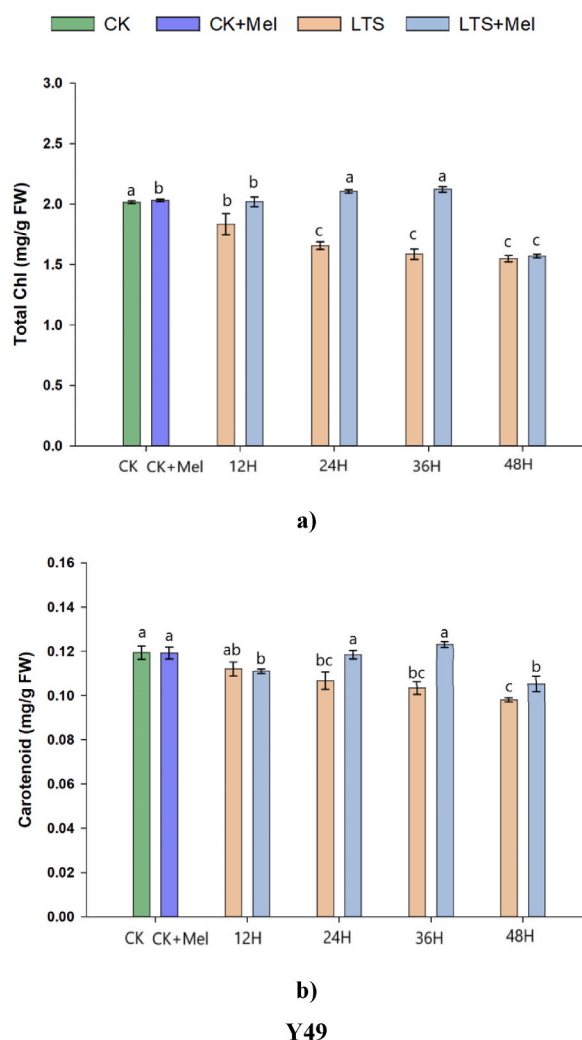 CK CK+Mel LTS LTS+Mel
Total Chl (mg/g FW)
3.0
2.5
2.0
1.5
1.0
0.5
0.0
a b b b c a c a c c
CK CK+Mel 12H 24H 36H 48H
a)
Carotenoid (mg/g FW)
0.16
0.14
0.12
0.10
0.08
0.06
0.04
0.02
0.00
a a ab b bc a bc a c b
CK CK+Mel 12H 24H 36H 48H
b)
Y49